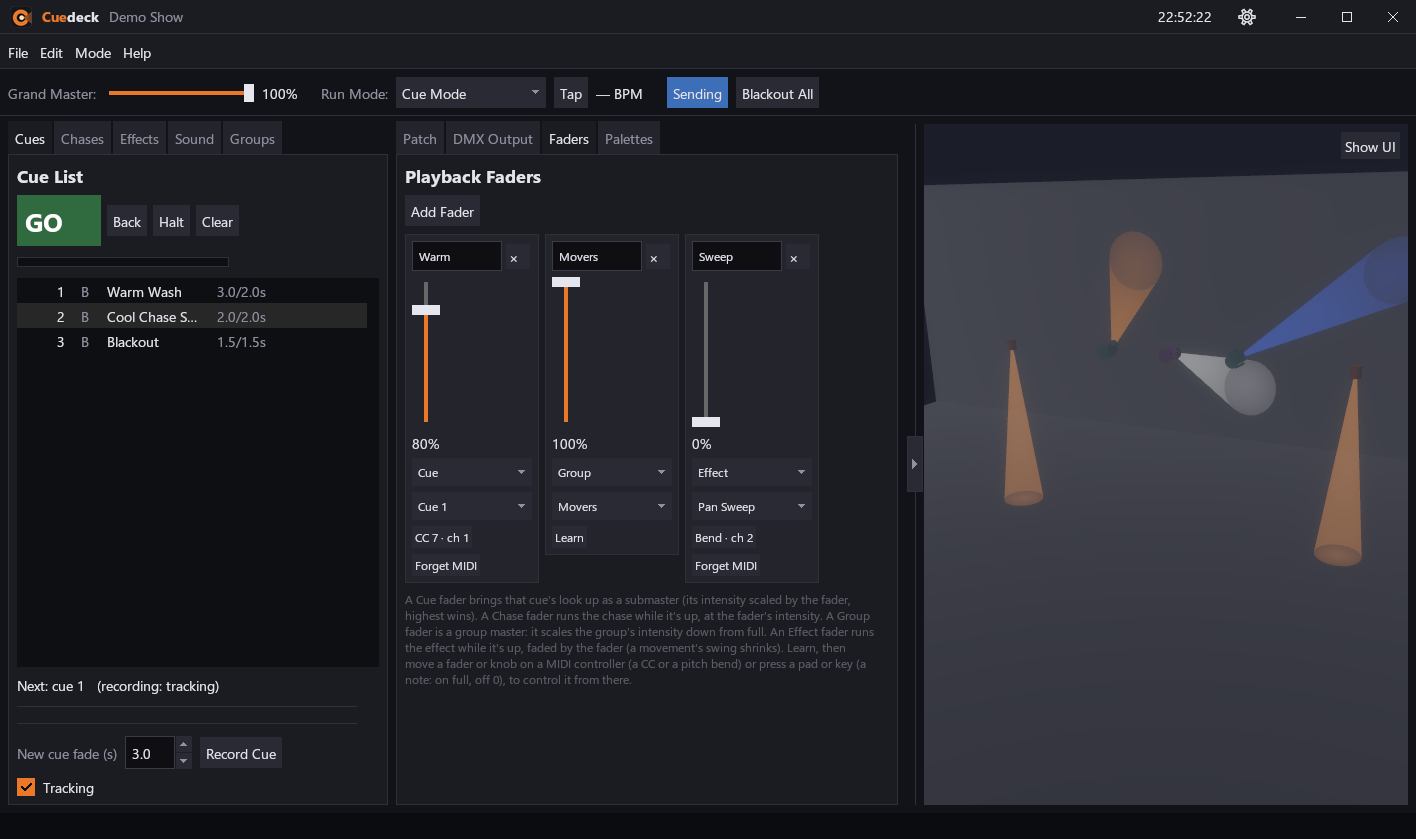 Cuedeck Demo Show 22:52:22
File Edit Mode Help
Grand Master: 100% Run Mode: Cue Mode Tap — BPM Sending Blackout All
Cues Chases Effects Sound Groups
Cue List
GO Back Halt Clear
1 B Warm Wash 3.0/2.0s
2 B Cool Chase S... 2.0/2.0s
3 B Blackout 1.5/1.5s
Next: cue 1 (recording: tracking)
New cue fade (s) 3.0 Record Cue
Tracking
Patch DMX Output Faders Palettes
Playback Faders
Add Fader
Warm × Movers × Sweep ×
80% 100% 0%
Cue Group Effect
Cue 1 Movers Pan Sweep
CC 7 · ch 1 Learn Bend · ch 2
Forget MIDI Forget MIDI
A Cue fader brings that cue's look up as a submaster (its intensity scaled by the fader,
highest wins). A Chase fader runs the chase while it's up, at the fader's intensity. A Group
fader is a group master: it scales the group's intensity down from full. An Effect fader runs
the effect while it's up, faded by the fader (a movement's swing shrinks). Learn, then
move a fader or knob on a MIDI controller (a CC or a pitch bend) or press a pad or key (a
note: on full, off 0), to control it from there.
Show UI